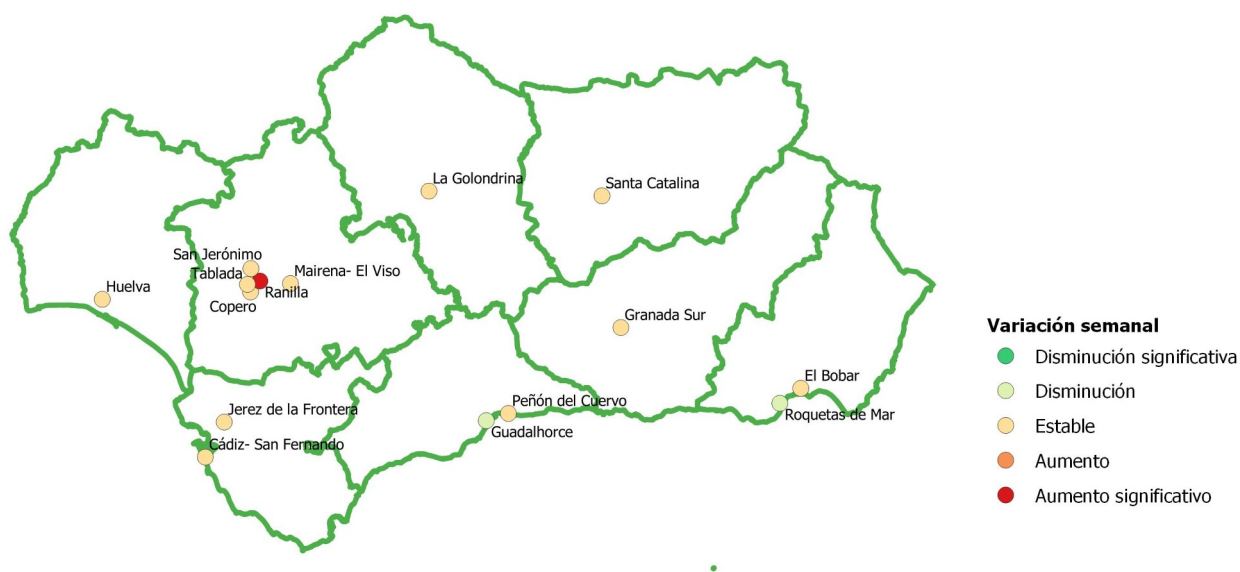 La Golondrina
Santa Catalina
San Jerónimo
Tablada
Mairena- El Viso
Huelva
Ranilla
Copero
Granada Sur
El Bobar
Roquetas de Mar
Peñón del Cuervo
Guadalhorce
Jerez de la Frontera
Cádiz- San Fernando
Variación semanal
Disminución significativa
Disminución
Estable
Aumento
Aumento significativo